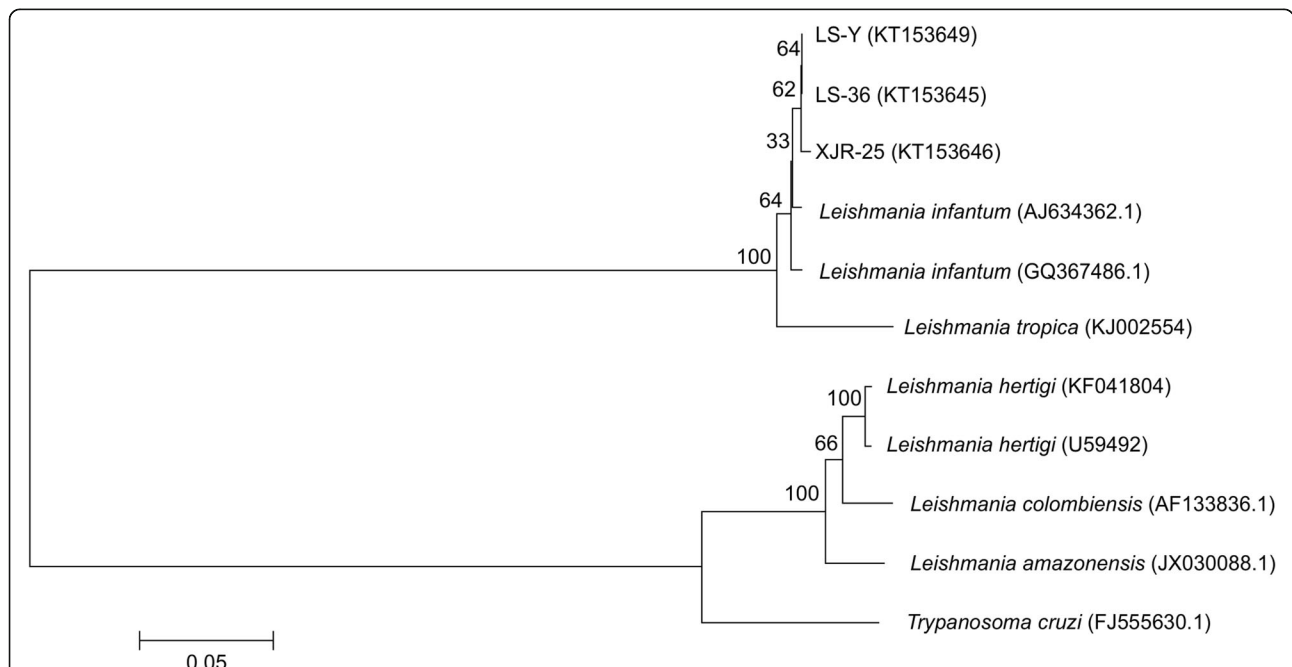 LS-Y (KT153649)
64
62
LS-36 (KT153645)
33
XJR-25 (KT153646)
64
Leishmania infantum (AJ634362.1)
100
Leishmania infantum (GQ367486.1)
Leishmania tropica (KJ002554)
100
Leishmania hertigi (KF041804)
66
Leishmania hertigi (U59492)
100
Leishmania colombiensis (AF133836.1)
Leishmania amazonensis (JX030088.1)
Trypanosoma cruzi (FJ555630.1)
0.05